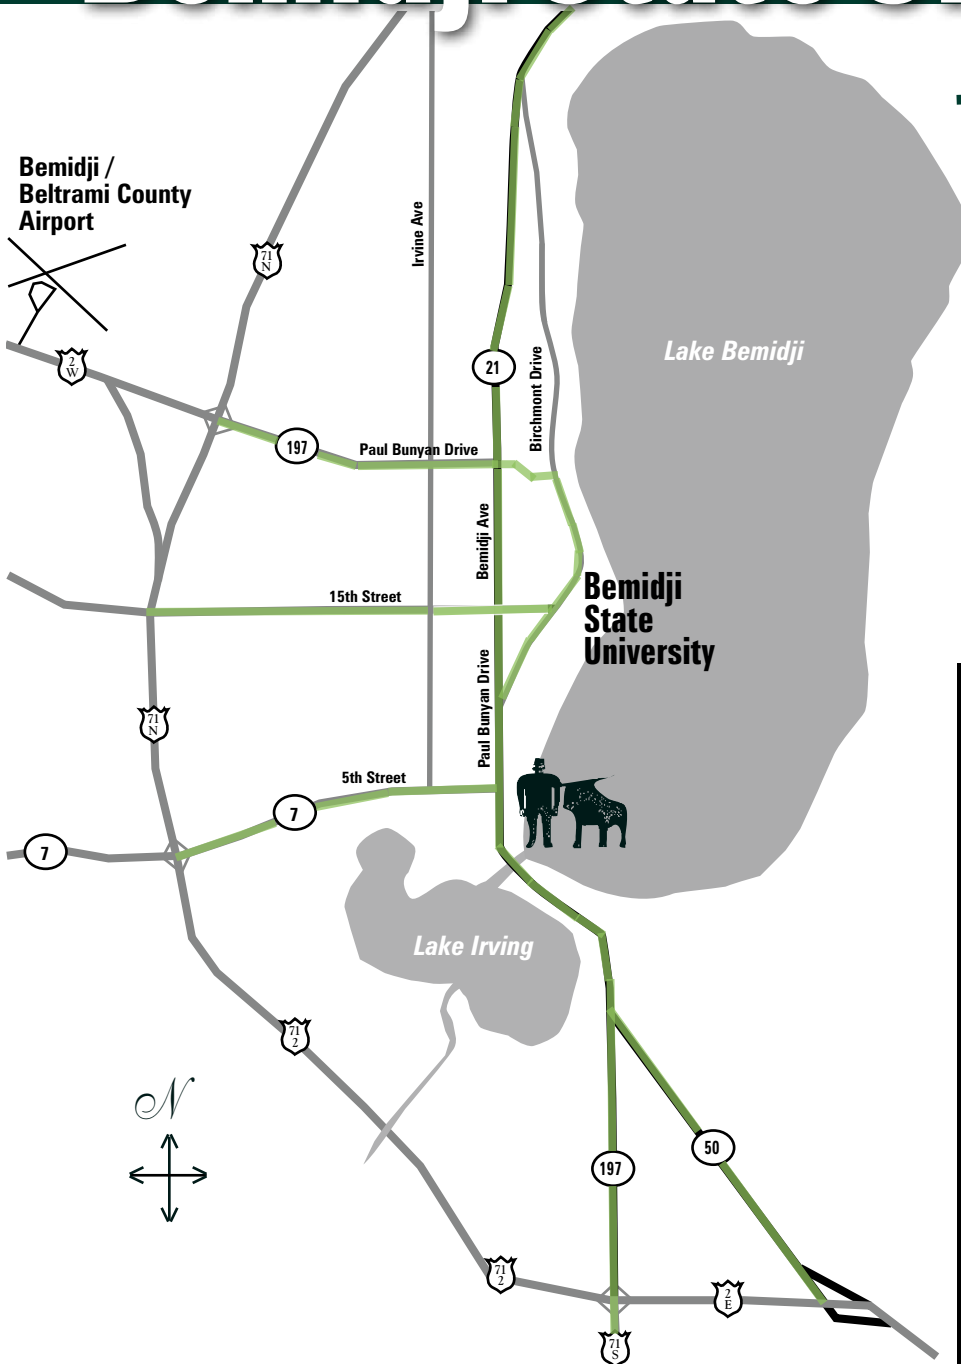 Bemidji /
Beltrami County
Airport
71
N
Irvine Ave
2
W
21
Lake Bemidji
Birchmont Drive
197
Paul Bunyan Drive
Bemidji Ave
15th Street
Bemidji
State
University
Paul Bunyan Drive
71
N
5th Street
7
7
Lake Irving
71
2
N
50
197
71
2
2
E
71
S